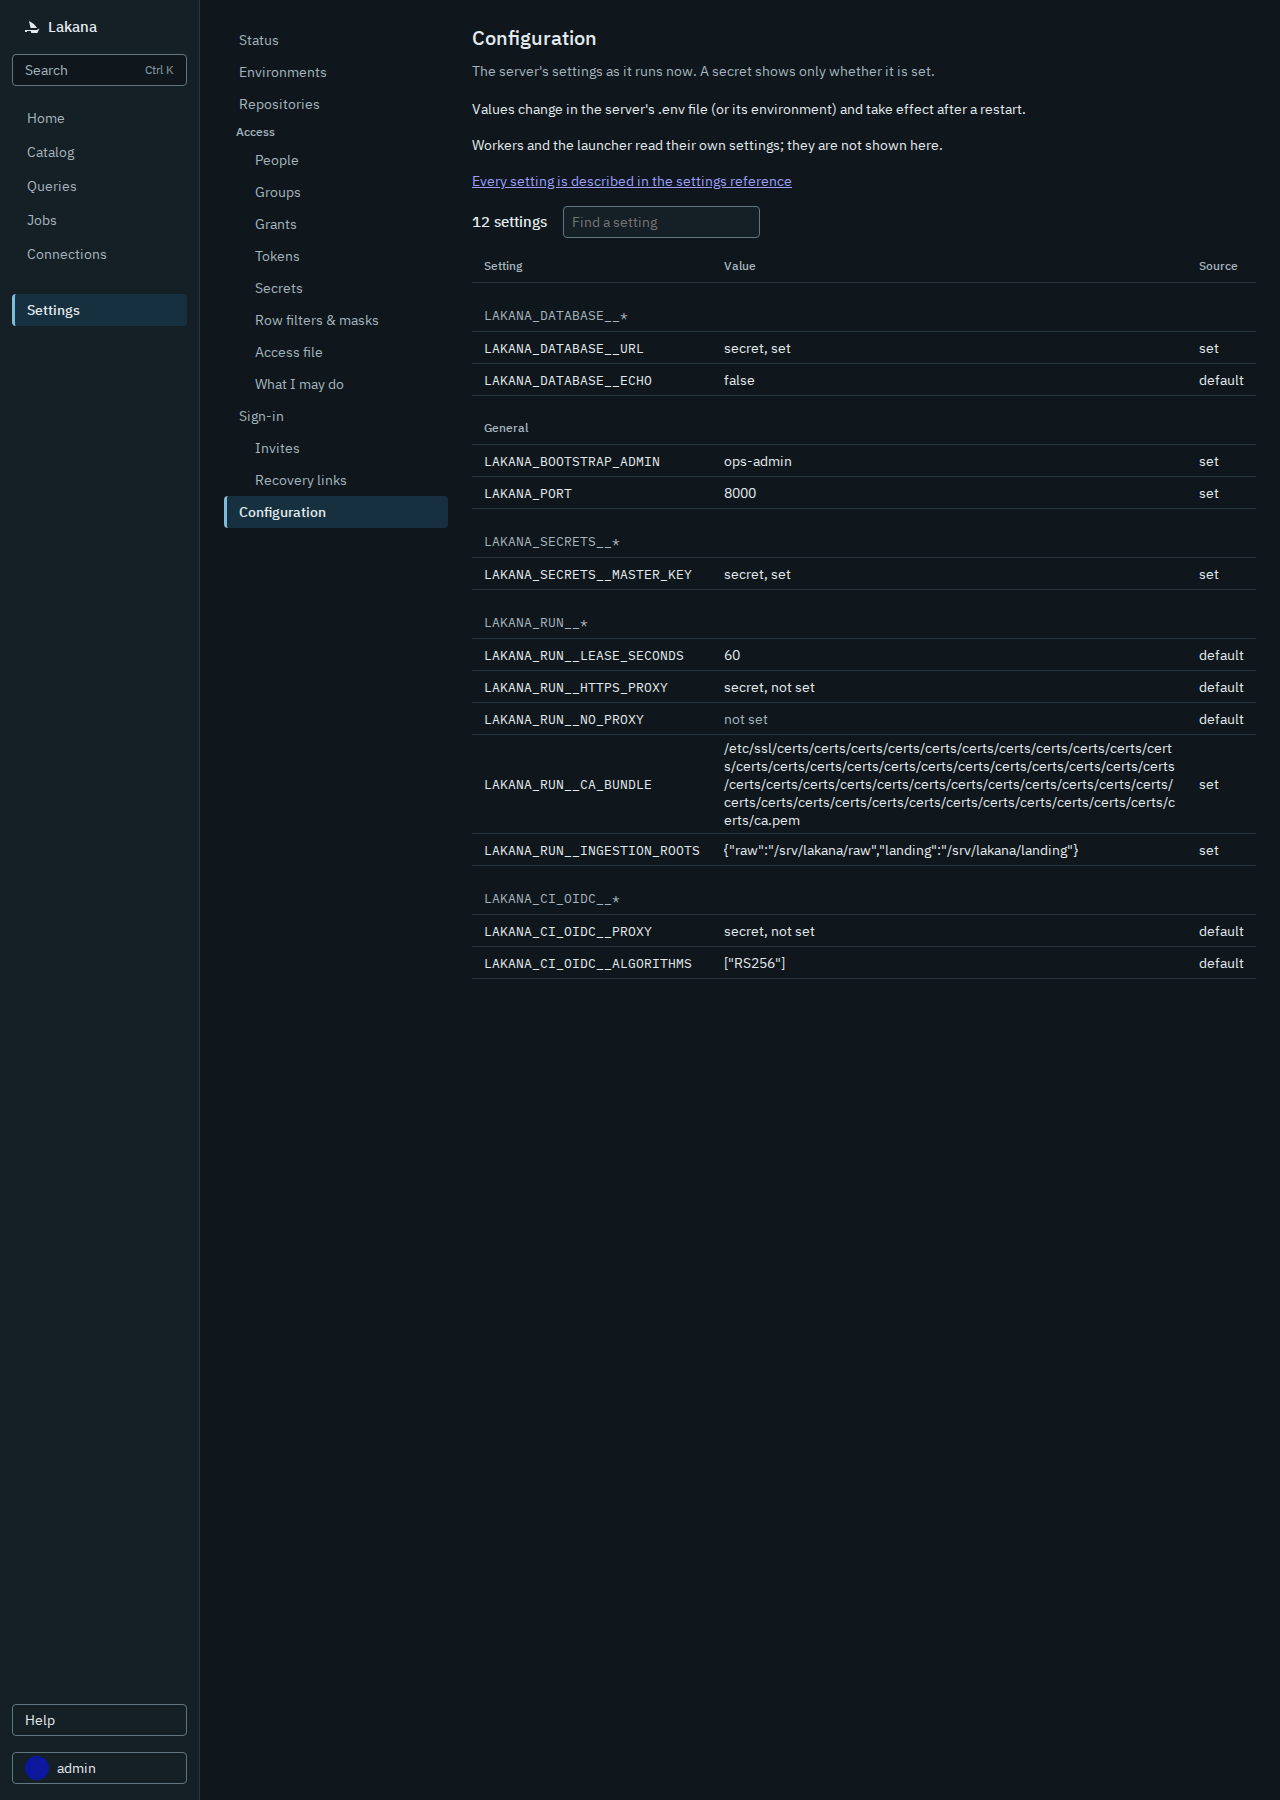 Lakana
Search Ctrl K
Home
Catalog
Queries
Jobs
Connections
Settings
Help
admin
Status
Environments
Repositories
Access
People
Groups
Grants
Tokens
Secrets
Row filters & masks
Access file
What I may do
Sign-in
Invites
Recovery links
Configuration
Configuration
The server's settings as it runs now. A secret shows only whether it is set.
Values change in the server's .env file (or its environment) and take effect after a restart.
Workers and the launcher read their own settings; they are not shown here.
Every setting is described in the settings reference
12 settings Find a setting
Setting Value Source
LAKANA_DATABASE__*
LAKANA_DATABASE__URL secret, set set
LAKANA_DATABASE__ECHO false default
General
LAKANA_BOOTSTRAP_ADMIN ops-admin set
LAKANA_PORT 8000 set
LAKANA_SECRETS__*
LAKANA_SECRETS__MASTER_KEY secret, set set
LAKANA_RUN__*
LAKANA_RUN__LEASE_SECONDS 60 default
LAKANA_RUN__HTTPS_PROXY secret, not set default
LAKANA_RUN__NO_PROXY not set default
/etc/ssl/certs/certs/certs/certs/certs/certs/certs/certs/certs/certs/certs/cert
s/certs/certs/certs/certs/certs/certs/certs/certs/certs/certs/certs/certs
/certs/certs/certs/certs/certs/certs/certs/certs/certs/certs/certs/certs/
LAKANA_RUN__CA_BUNDLE set
certs/certs/certs/certs/certs/certs/certs/certs/certs/certs/certs/certs/c
erts/ca.pem
LAKANA_RUN__INGESTION_ROOTS {"raw":"/srv/lakana/raw","landing":"/srv/lakana/landing"} set
LAKANA_CI_OIDC__*
LAKANA_CI_OIDC__PROXY secret, not set default
LAKANA_CI_OIDC__ALGORITHMS ["RS256"] default